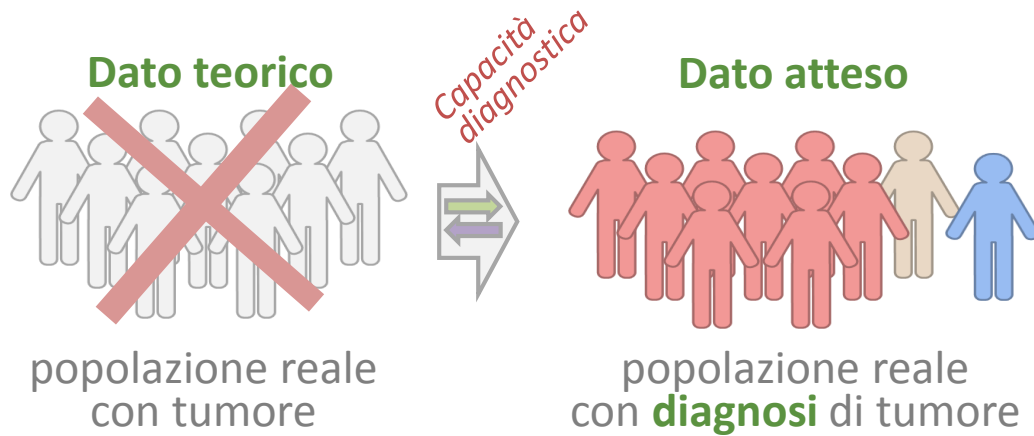 Dato teorico
popolazione reale
con tumore
Capacità
diagnostica
Dato atteso
popolazione reale
con diagnosi di tumore